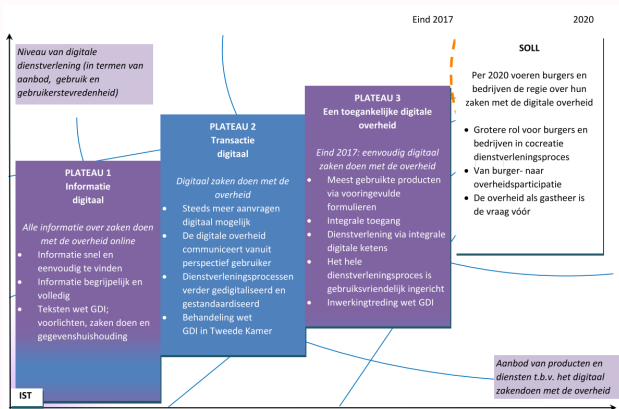 Eind 2017
2020
Niveau van digitale
dienstverlening (in termen van
aanbod, gebruik en
gebruikerstevredenheid)
PLATEAU 1
Informatie
digitaal
Alle informatie over zaken doen
met de overheid online
• Informatie snel en
eenvoudig te vinden
• Informatie begrijpelijk en
volledig
• Teksten wet GDI;
voorlichten, zaken doen en
gegevenshuishouding
IST
PLATEAU 2
Transactie
digitaal
Digitaal zaken doen met de
overheid
• Steeds meer aanvragen
digitaal mogelijk
• De digitale overheid
communiceert vanuit
perspectief gebruiker
• Dienstverleningsprocessen
verder gedigitaliseerd en
gestandaardiseerd
• Behandeling wet
GDI in Tweede Kamer
PLATEAU 3
Een toegankelijke digitale
overheid
Eind 2017: eenvoudig digitaal
zaken doen met de overheid
• Meest gebruikte producten
via vooringevulde
formulieren
• Integrale toegang
• Dienstverlening via integrale
digitale ketens
• Het hele
dienstverleningsproces is
gebruiksvriendelijk ingericht
• Inwerkingtreding wet GDI
SOLL
Per 2020 voeren burgers en
bedrijven de regie over hun
zaken met de digitale overheid
• Grotere rol voor burgers en
bedrijven in cocreatie
dienstverleningsproces
• Van burger- naar
overheidsparticipatie
• De overheid als gastheer is
de vraag vóór
Aanbod van producten en
diensten t.b.v. het digitaal
zakendoen met de overheid